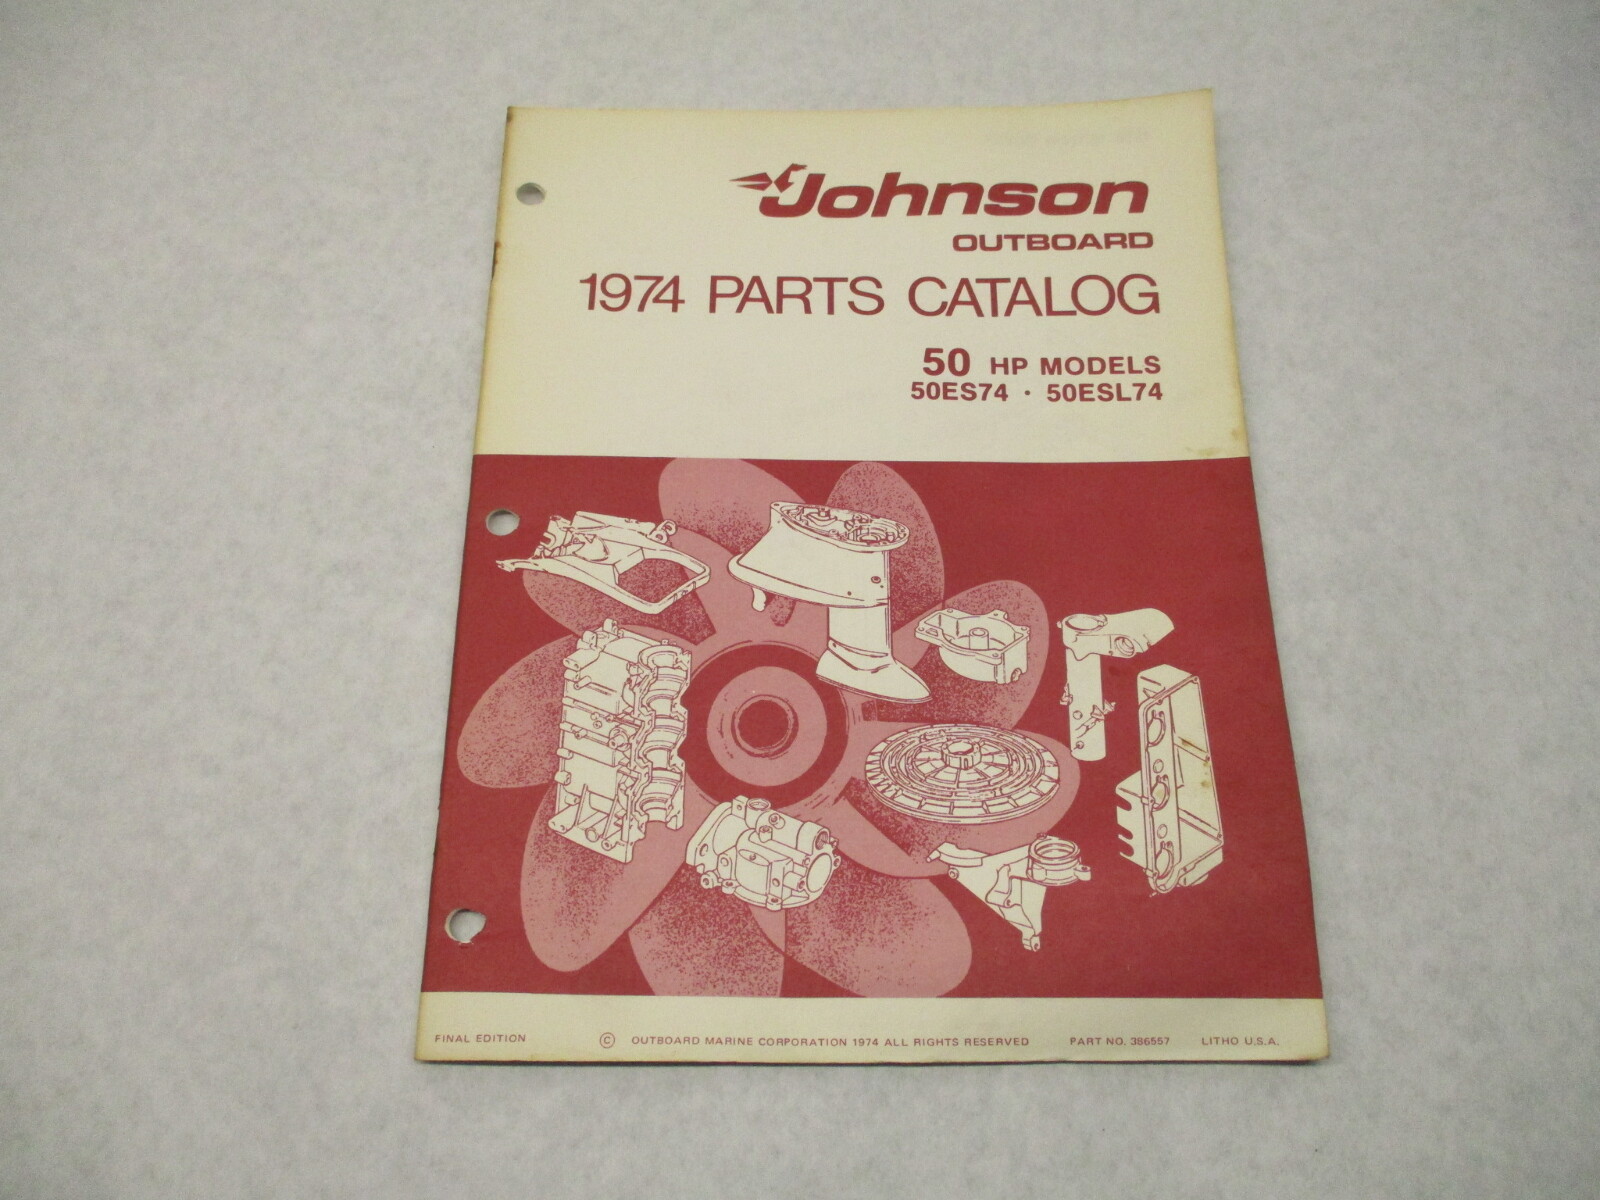 Johnson
OUTBOARD
1974 PARTS CATALOG
50 HP MODELS
50ES74 · 50ESL74
FINAL EDITION © OUTBOARD MARINE CORPORATION 1974 ALL RIGHTS RESERVED PART NO. 386557 LITHO U.S.A.